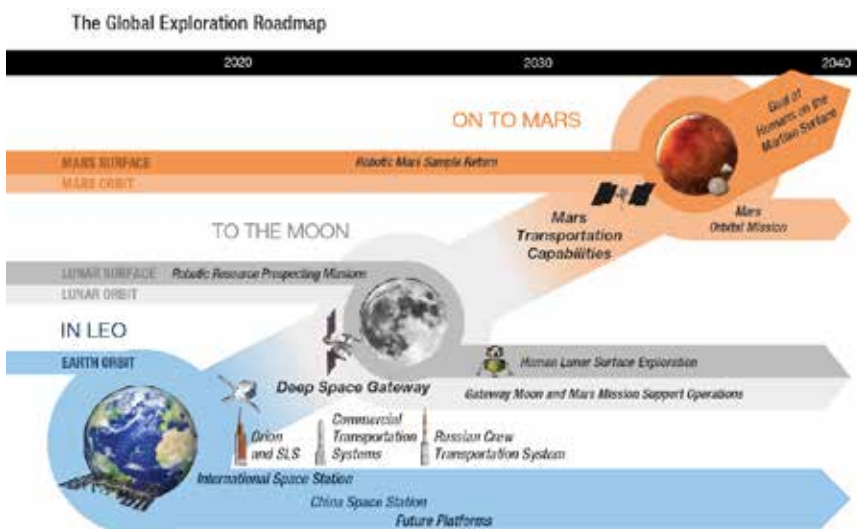 The Global Exploration Roadmap
2020
2030
2040
ON TO MARS
Goal of
Humans on the
Martian Surface
MARS SURFACE
Robotic Mars Sample Return
MARS ORBIT
Mars
Transportation
Capabilities
Mars
Orbital Mission
TO THE MOON
LUNAR SURFACE
Robotic Resource Prospecting Missions
LUNAR ORBIT
IN LEO
EARTH ORBIT
Human Lunar Surface Exploration
Deep Space Gateway
Gateway Moon and Mars Mission Support Operations
Orion
and SLS
Commercial
Transportation
Systems
Russian Crew
Transportation System
International Space Station
China Space Station
Future Platforms